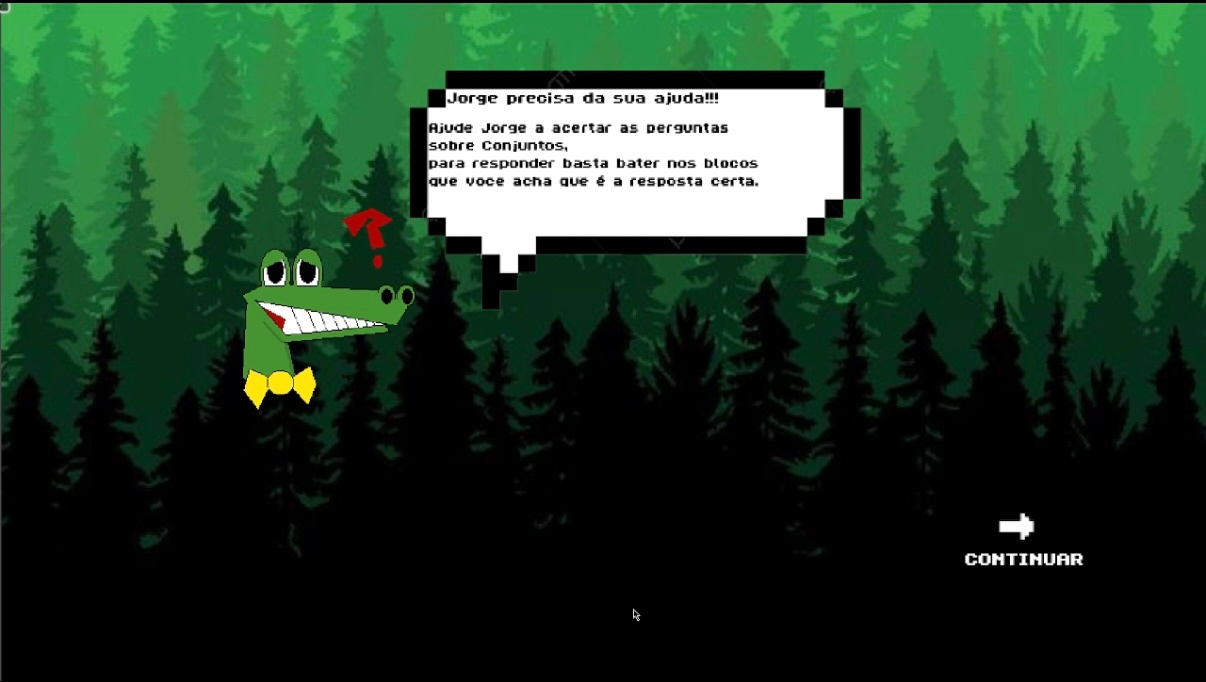 Jorge precisa da sua ajuda!!!
Ajude Jorge a acertar as perguntas
sobre Conjuntos,
para responder basta bater nos blocos
que voce acha que é a resposta certa.
CONTINUAR